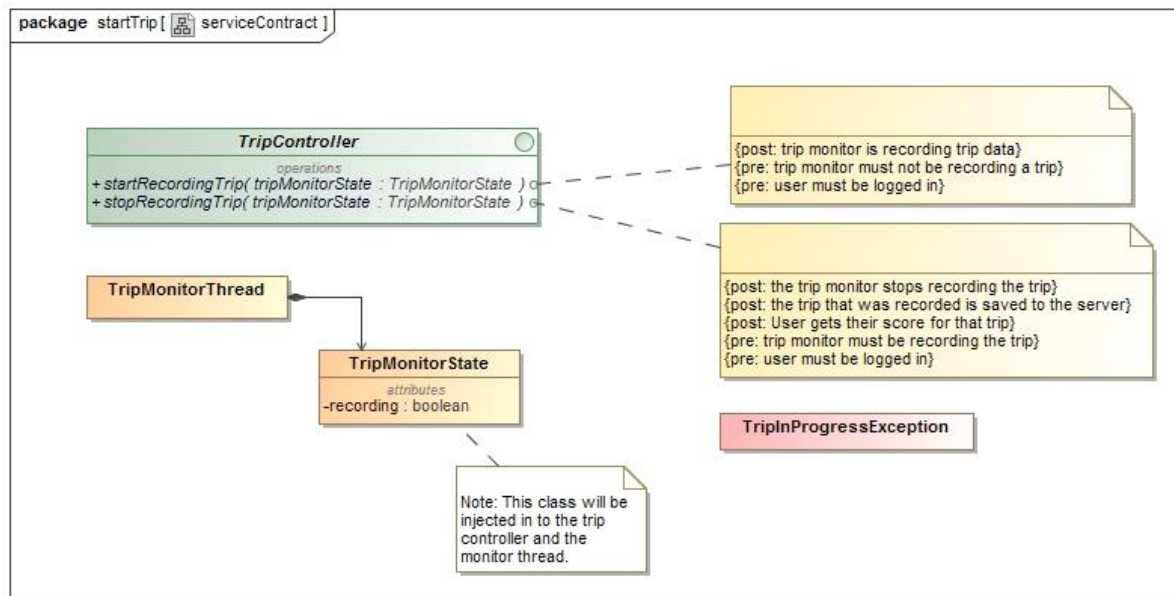 package startTrip [ serviceContract ]
TripController
operations
+ startRecordingTrip( tripMonitorState : TripMonitorState )
+ stopRecordingTrip( tripMonitorState : TripMonitorState )
{post: trip monitor is recording trip data}
{pre: trip monitor must not be recording a trip}
{pre: user must be logged in}
{post: the trip monitor stops recording the trip}
{post: the trip that was recorded is saved to the server}
{post: User gets their score for that trip}
{pre: trip monitor must be recording the trip}
{pre: user must be logged in}
TripMonitorThread
TripMonitorState
attributes
-recording : boolean
TripInProgressException
Note: This class will be
injected in to the trip
controller and the
monitor thread.